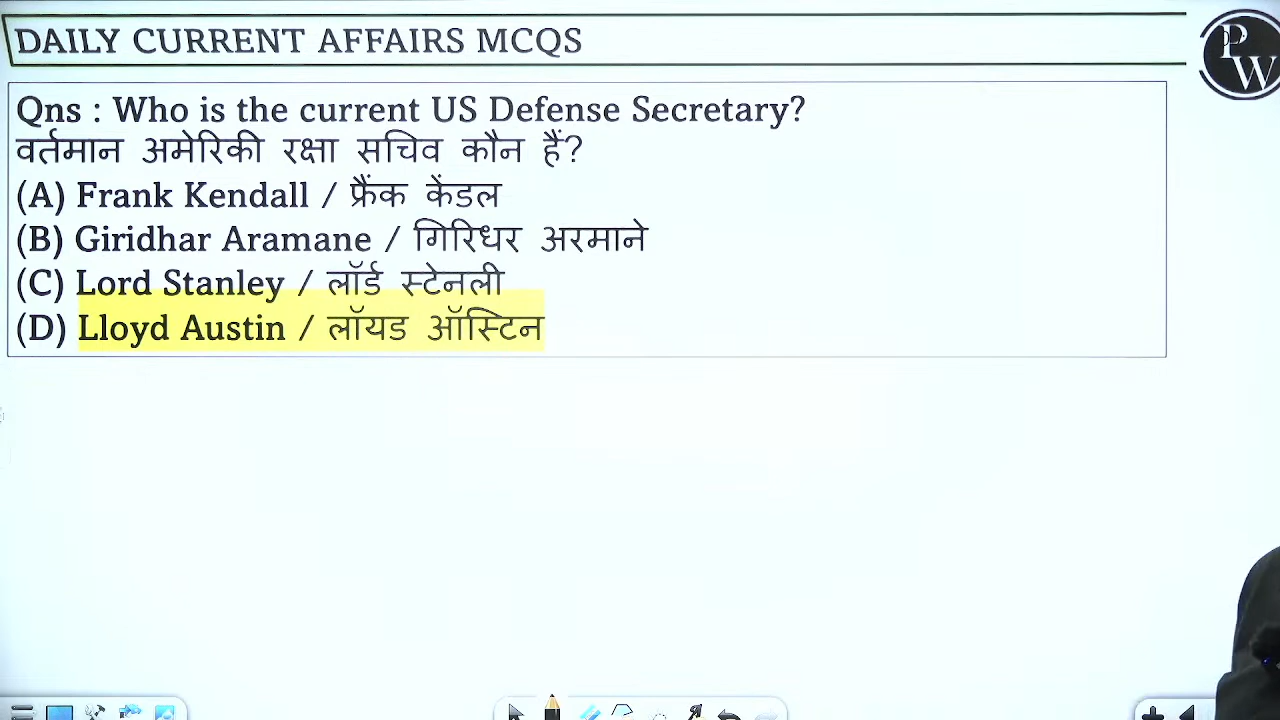 DAILY CURRENT AFFAIRS MCQS
PW
Qns : Who is the current US Defense Secretary?
वर्तमान अमेरिकी रक्षा सचिव कौन हैं?
(A) Frank Kendall / फ्रैंक केंडल
(B) Giridhar Aramane / गिरिधर अरमाने
(C) Lord Stanley / लॉर्ड स्टेनली
(D) Lloyd Austin / लॉयड ऑस्टिन